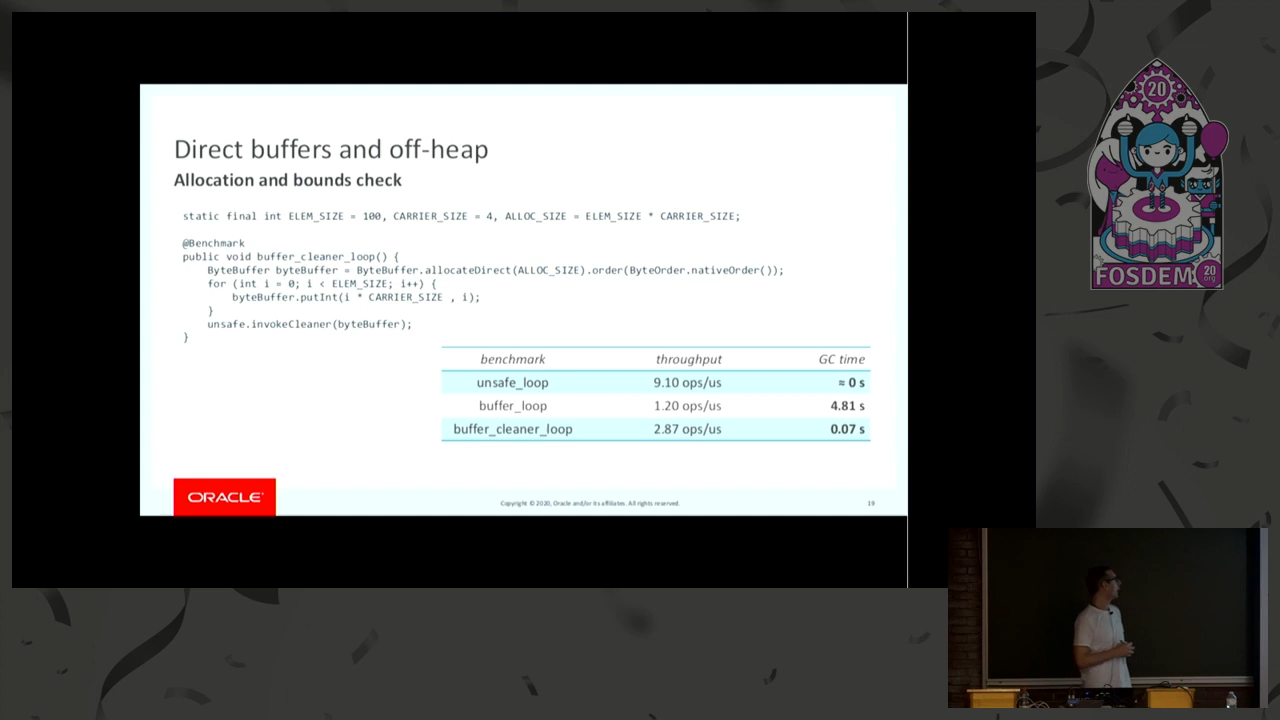 Direct buffers and off-heap
Allocation and bounds check
static final int ELEM_SIZE = 100, CARRIER_SIZE = 4, ALLOC_SIZE = ELEM_SIZE * CARRIER_SIZE;
@Benchmark
public void buffer_cleaner_loop() {
ByteBuffer byteBuffer = ByteBuffer.allocateDirect(ALLOC_SIZE).order(ByteOrder.nativeOrder());
for (int i = 0; i < ELEM_SIZE; i++) {
byteBuffer.putInt(i * CARRIER_SIZE , i);
}
unsafe.invokeCleaner(byteBuffer);
}
benchmark throughput GC time
unsafe_loop 9.10 ops/us ≈ 0 s
buffer_loop 1.20 ops/us 4.81 s
buffer_cleaner_loop 2.87 ops/us 0.07 s
ORACLE
Copyright © 2020, Oracle and/or its affiliates. All rights reserved.
19
20
FOSDEM 20
.org